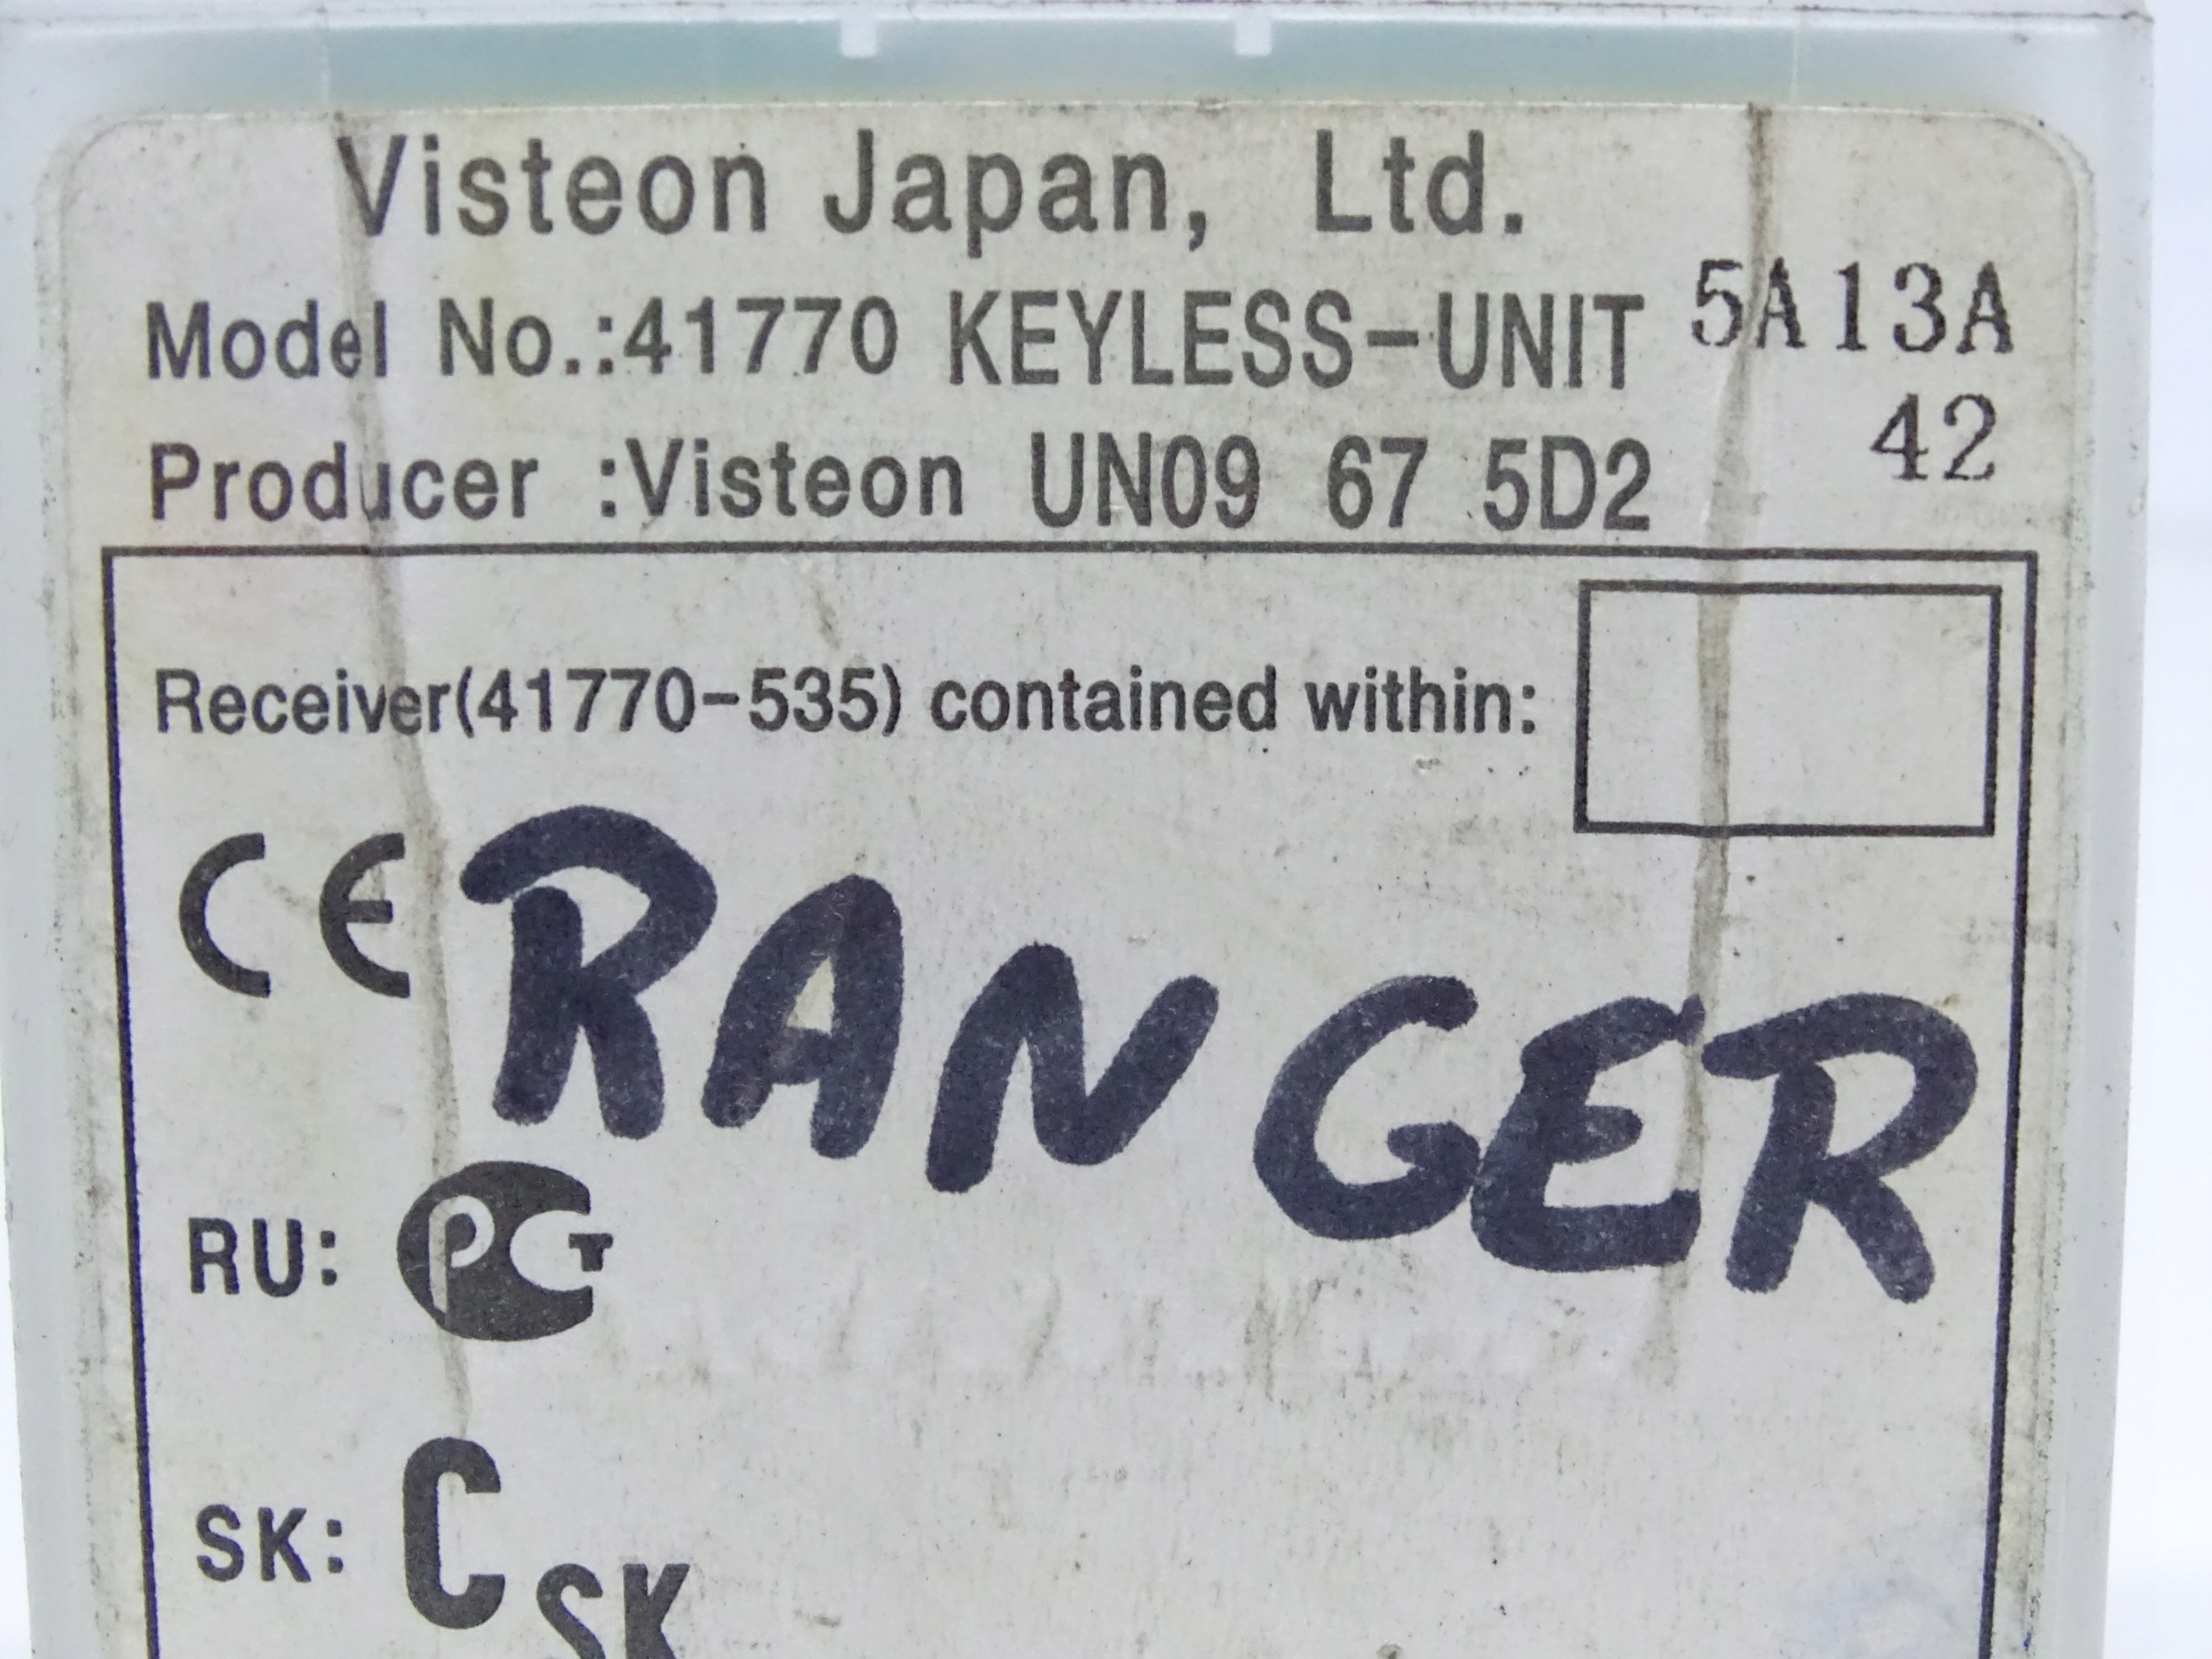 Visteon Japan, Ltd.
Model No.:41770 KEYLESS-UNIT 5A13A
42
Producer :Visteon UN09 67 5D2
Receiver(41770-535) contained within:
CE
RANGER
RU: PCT
SK: C
SK